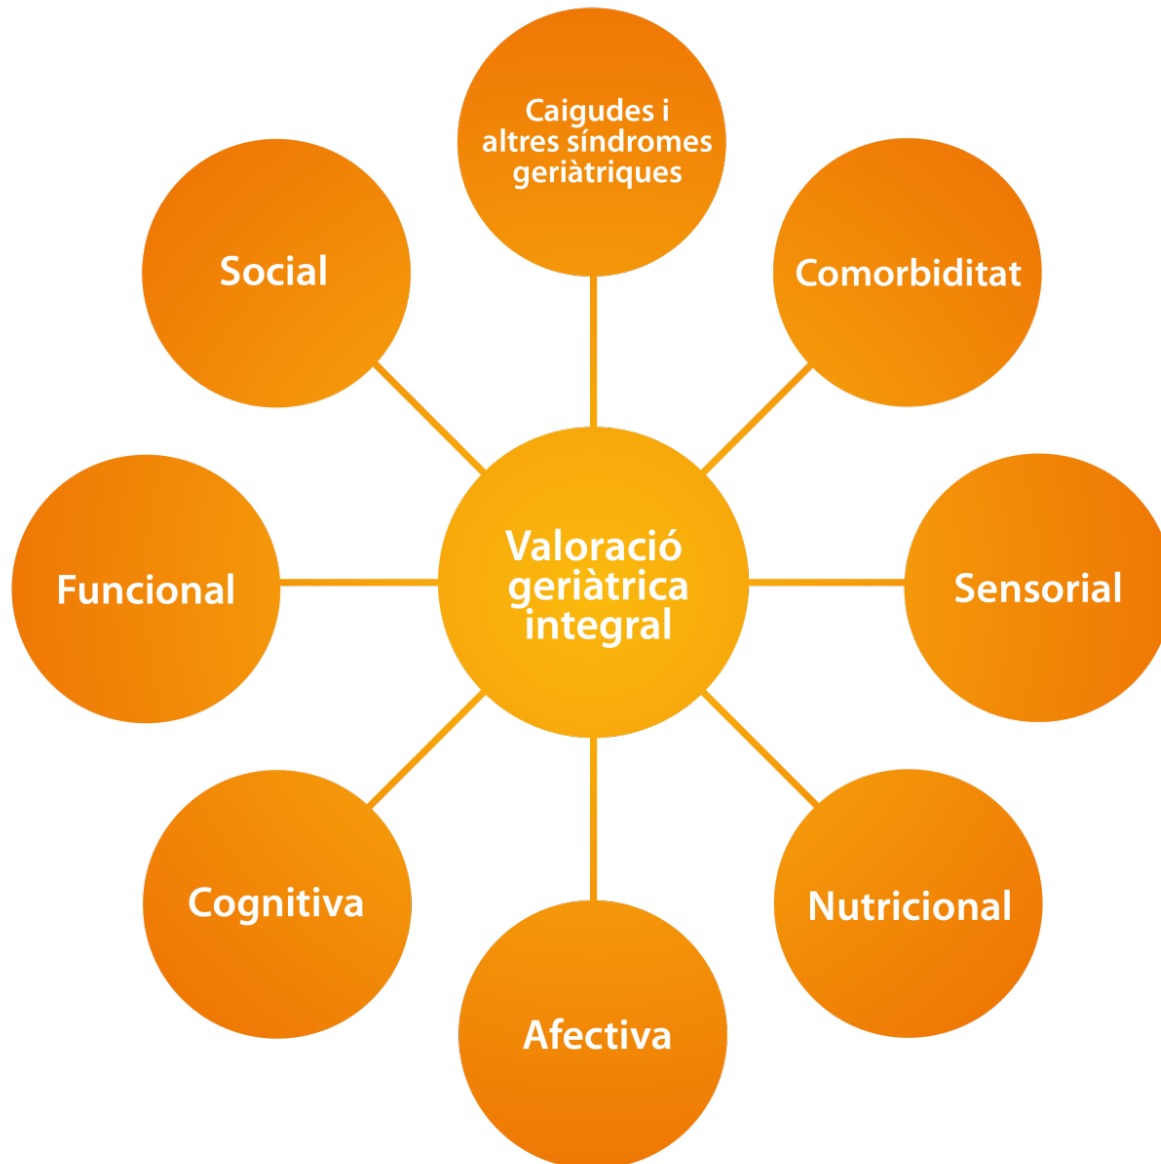 Caigudes i
altres síndromes
geriàtriques
Social
Comorbiditat
Valoració
geriàtrica
integral
Funcional
Sensorial
Cognitiva
Nutricional
Afectiva